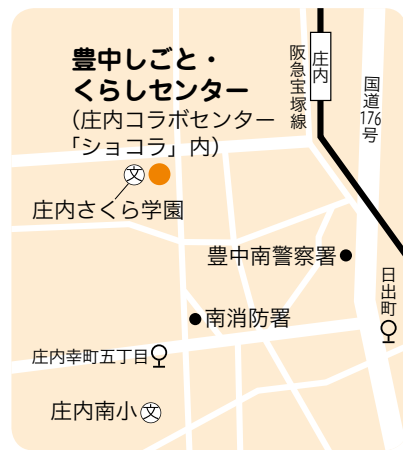 豊中しごと・
くらしセンター
（庄内コラボセンター
「ショコラ」内）
阪急宝塚線
庄内
国道176号
文
庄内さくら学園
豊中南警察署
日出町
南消防署
庄内幸町五丁目
庄内南小文